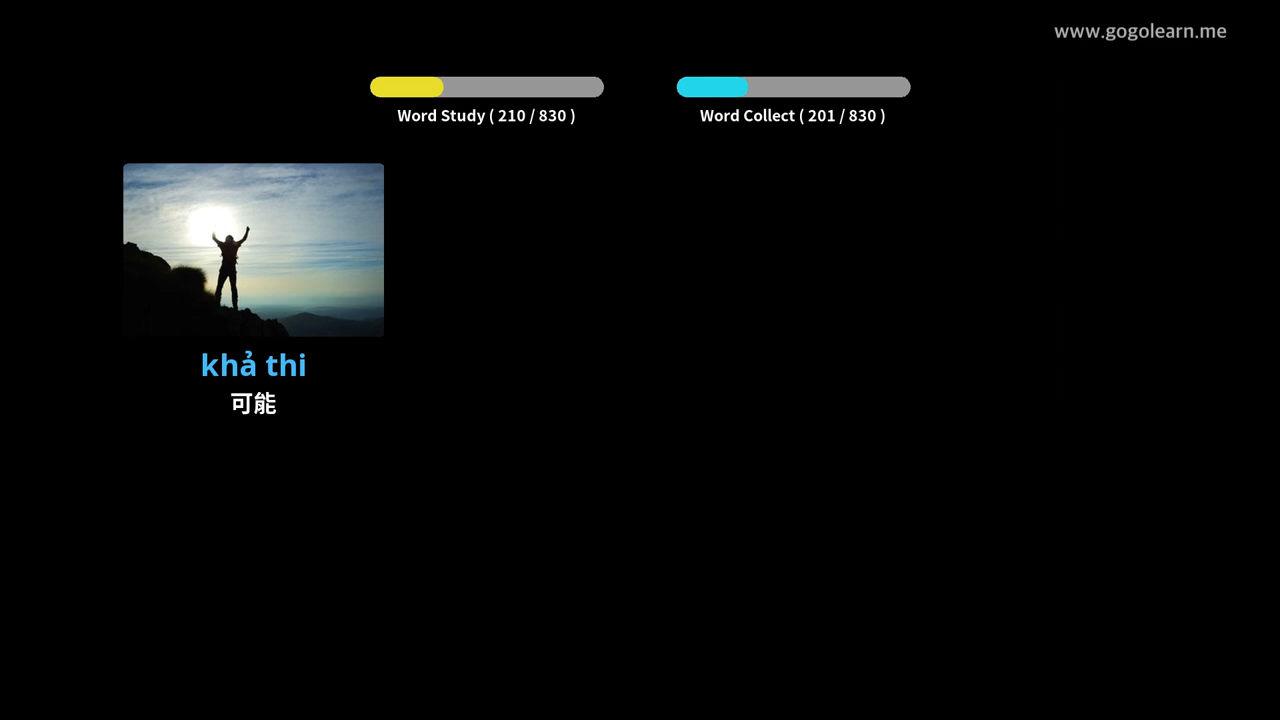 www.gogolearn.me
Word Study ( 210 / 830 )
Word Collect ( 201 / 830 )
khả thi
可能